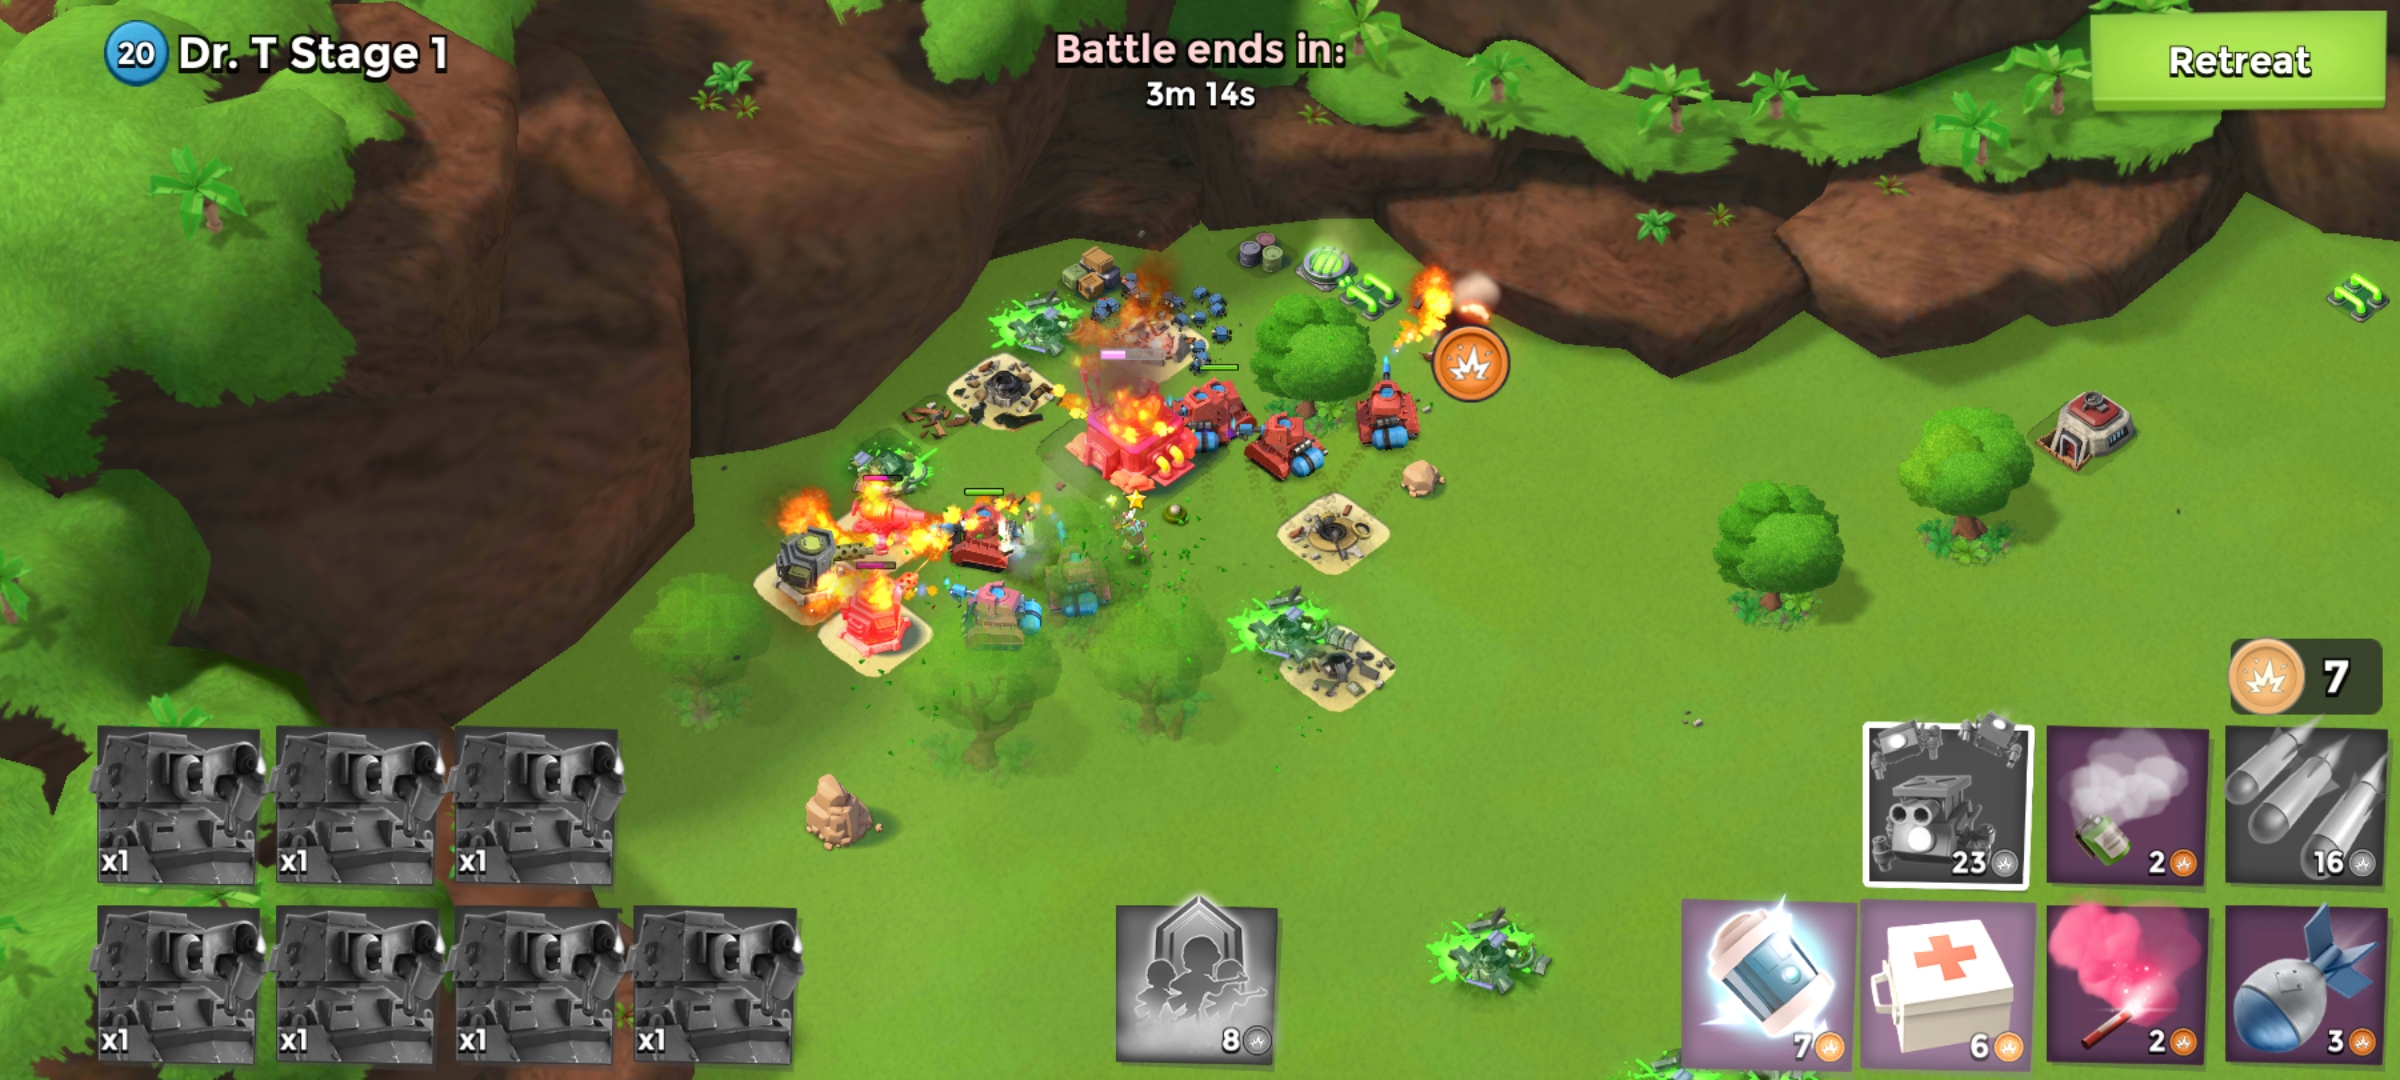 20 Dr. T Stage 1
Battle ends in:
3m 14s
Retreat
7
x1 x1 x1
23 2 16
x1 x1 x1 x1
8
7 6 2 3